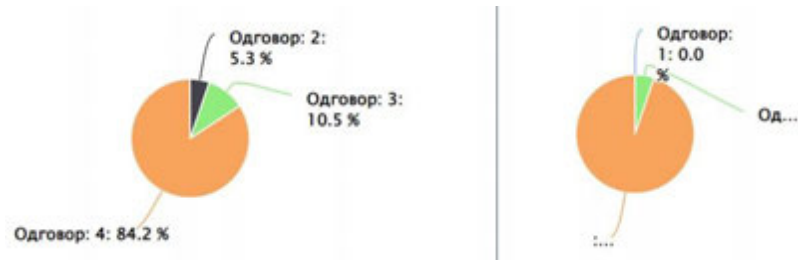 Одговор: 2:
5.3 %
Одговор: 3:
10.5 %
Одговор: 4: 84.2 %
Одговор:
1: 0.0
%
Од...
:...